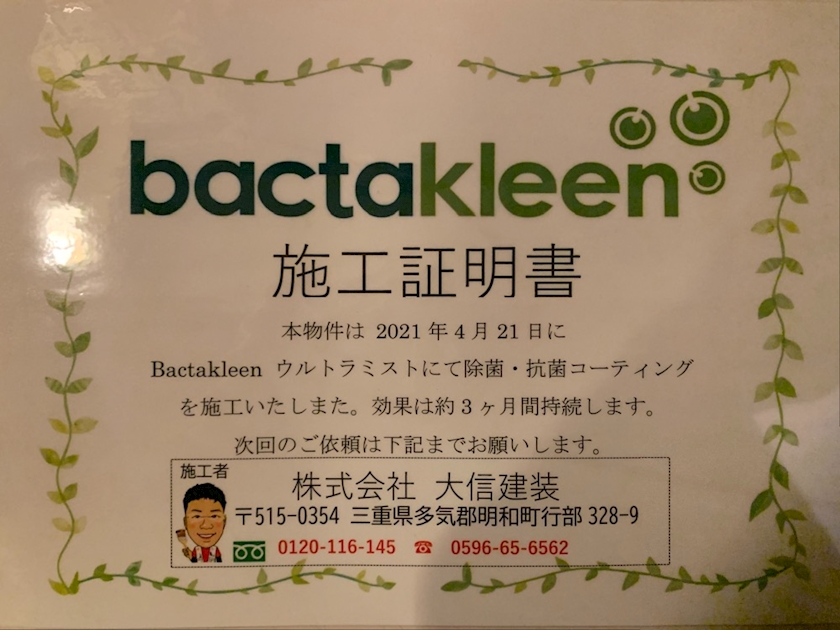 bactakleen
施工証明書
本物件は 2021 年 4 月 21 日に
Bactakleen ウルトラミストにて除菌・抗菌コーティング
を施工いたしまた。効果は約 3 ヶ月間持続します。
次回のご依頼は下記までお願いします。
施工者
株式会社 大信建装
〒515-0354 三重県多気郡明和町行部 328-9
0120-116-145 ☎ 0596-65-6562